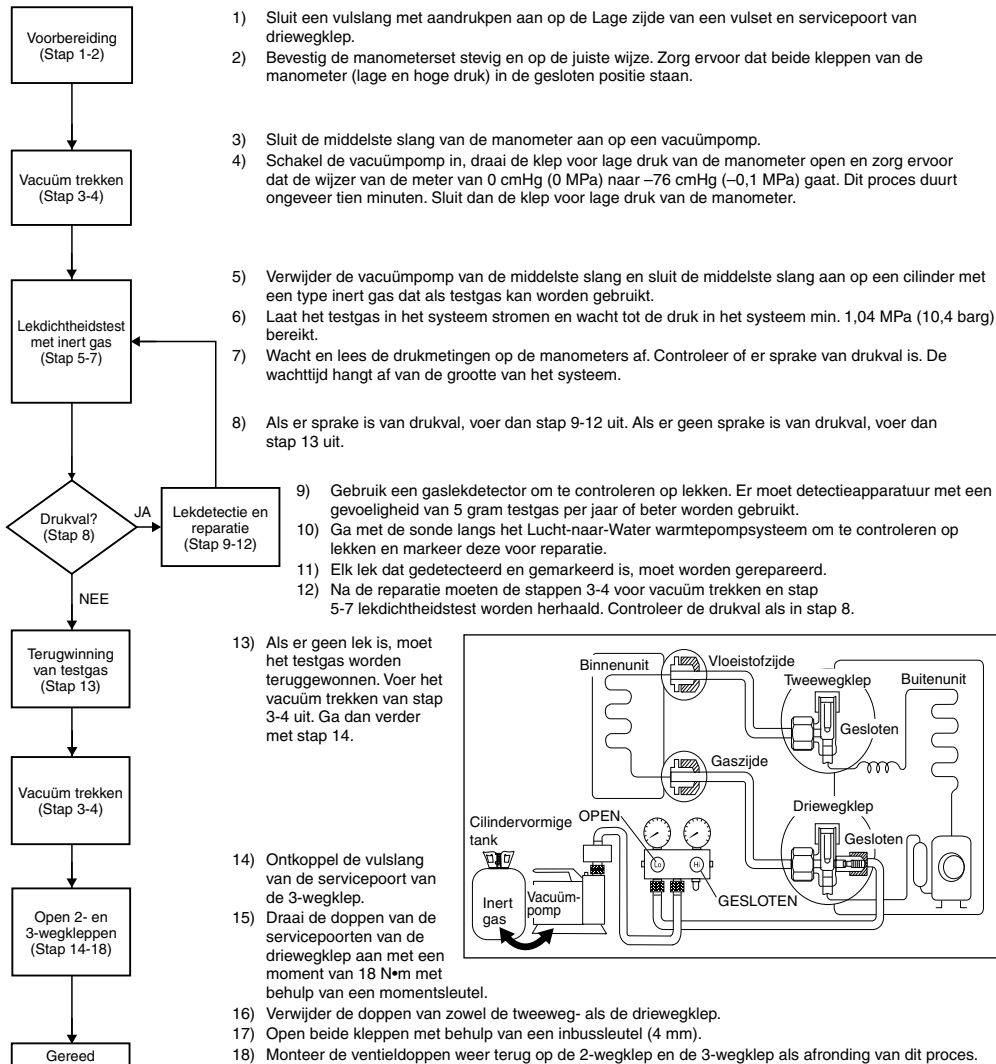 Voorbereiding
(Stap 1-2)
1) Sluit een vulslang met aandrukpen aan op de Lage zijde van een vulset en servicepoort van
driewegklep.
2) Bevestig de manometerset stevig en op de juiste wijze. Zorg ervoor dat beide kleppen van de
manometer (lage en hoge druk) in de gesloten positie staan.
Vacuüm trekken
(Stap 3-4)
3) Sluit de middelste slang van de manometer aan op een vacuümpomp.
4) Schakel de vacuümpomp in, draai de klep voor lage druk van de manometer open en zorg ervoor
dat de wijzer van de meter van 0 cmHg (0 MPa) naar –76 cmHg (–0,1 MPa) gaat. Dit proces duurt
ongeveer tien minuten. Sluit dan de klep voor lage druk van de manometer.
Lekdichtheidstest
met inert gas
(Stap 5-7)
5) Verwijder de vacuümpomp van de middelste slang en sluit de middelste slang aan op een cilinder met
een type inert gas dat als testgas kan worden gebruikt.
6) Laat het testgas in het systeem stromen en wacht tot de druk in het systeem min. 1,04 MPa (10,4 barg)
bereikt.
7) Wacht en lees de drukmetingen op de manometers af. Controleer of er sprake van drukval is. De
wachttijd hangt af van de grootte van het systeem.
8) Als er sprake is van drukval, voer dan stap 9-12 uit. Als er geen sprake is van drukval, voer dan
stap 13 uit.
Drukval?
(Stap 8)
JA
NEE
Lekdetectie en
reparatie
(Stap 9-12)
9) Gebruik een gaslekdetector om te controleren op lekken. Er moet detectieapparatuur met een
gevoeligheid van 5 gram testgas per jaar of beter worden gebruikt.
10) Ga met de sonde langs het Lucht-naar-Water warmtepompsysteem om te controleren op
lekken en markeer deze voor reparatie.
11) Elk lek dat gedetecteerd en gemarkeerd is, moet worden gerepareerd.
12) Na de reparatie moeten de stappen 3-4 voor vacuüm trekken en stap
5-7 lekdichtheidstest worden herhaald. Controleer de drukval als in stap 8.
Terugwinning
van testgas
(Stap 13)
13) Als er geen lek is, moet
het testgas worden
teruggewonnen. Voer het
vacuüm trekken van stap
3-4 uit. Ga dan verder
met stap 14.
Vacuüm trekken
(Stap 3-4)
Open 2- en
3-wegkleppen
(Stap 14-18)
14) Ontkoppel de vulslang
van de servicepoort van
de 3-wegklep.
15) Draai de doppen van de
servicepoorten van de
driewegklep aan met een
moment van 18 N•m met
behulp van een momentsleutel.
16) Verwijder de doppen van zowel de tweeweg- als de driewegklep.
17) Open beide kleppen met behulp van een inbussleutel (4 mm).
18) Monteer de ventieldoppen weer terug op de 2-wegklep en de 3-wegklep als afronding van dit proces.
Gereed
Binnenunit
Vloeistofzijde
Tweewegklep
Buitenunit
Gesloten
Gaszijde
Driewegklep
Gesloten
Cilindervormige
tank
OPEN
Lo
Hi
GESLOTEN
Inert
gas
Vacuüm-
pomp